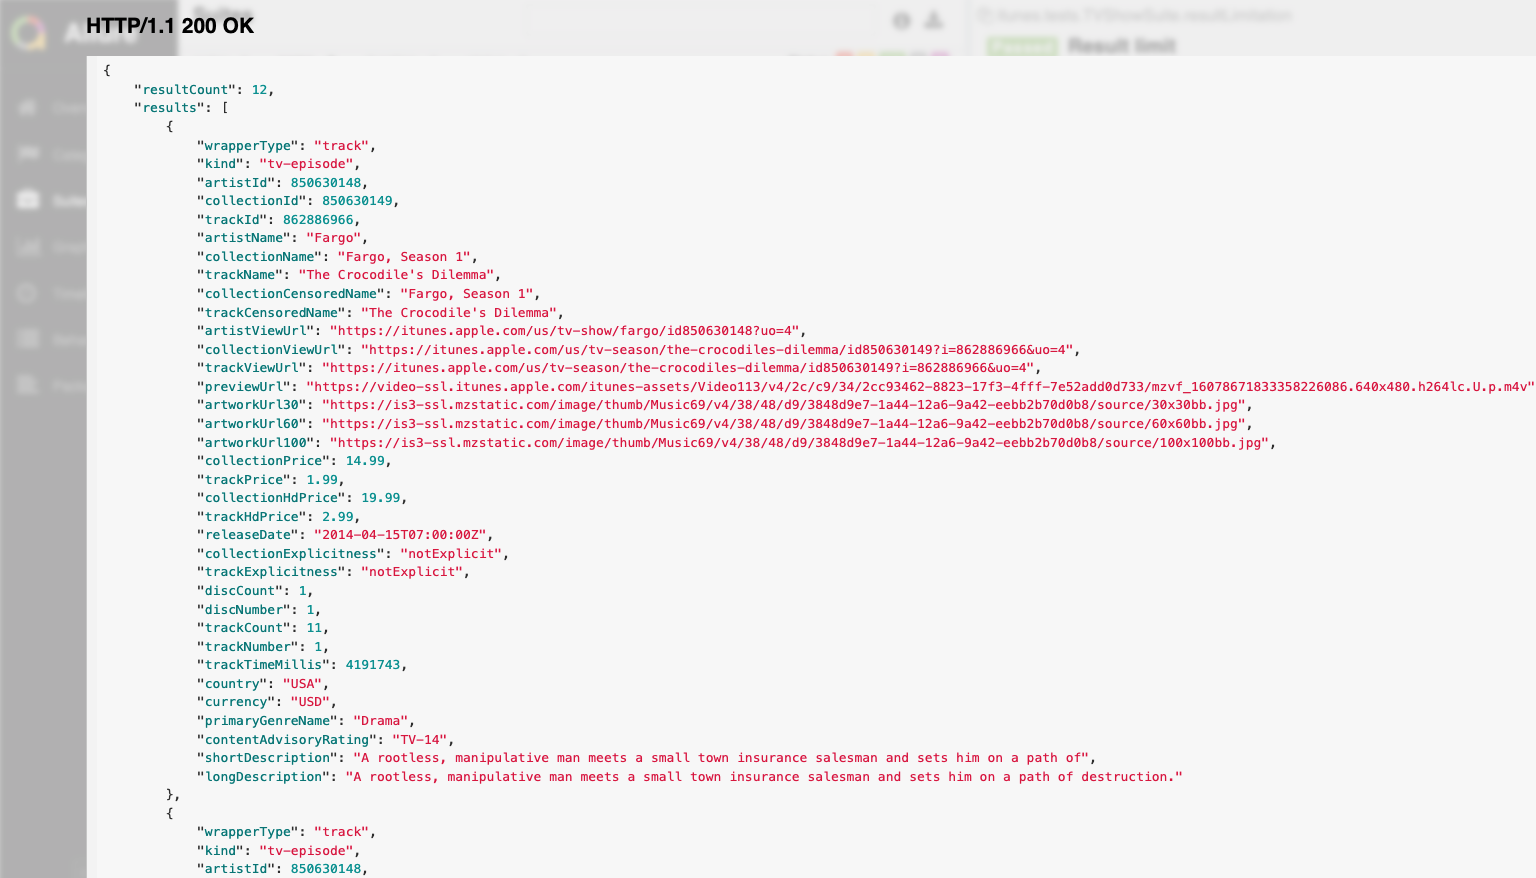 HTTP/1.1 200 OK
Result limit
{
"resultCount": 12,
"results": [
{
"wrapperType": "track",
"kind": "tv-episode",
"artistId": 850630148,
"collectionId": 850630149,
"trackId": 862886966,
"artistName": "Fargo",
"collectionName": "Fargo, Season 1",
"trackName": "The Crocodile's Dilemma",
"collectionCensoredName": "Fargo, Season 1",
"trackCensoredName": "The Crocodile's Dilemma",
"artistViewUrl": "https://itunes.apple.com/us/tv-show/fargo/id850630148?uo=4",
"collectionViewUrl": "https://itunes.apple.com/us/tv-season/the-crocodiles-dilemma/id850630149?i=862886966&uo=4",
"trackViewUrl": "https://itunes.apple.com/us/tv-season/the-crocodiles-dilemma/id850630149?i=862886966&uo=4",
"previewUrl": "https://video-ssl.itunes.apple.com/itunes-assets/Video113/v4/2c/c9/34/2cc93462-8823-17f3-4fff-7e52add0d733/mzvf_16078671833358226086.640x480.h264lc.U.p.m4v"
"artworkUrl30": "https://is3-ssl.mzstatic.com/image/thumb/Music69/v4/38/48/d9/3848d9e7-1a44-12a6-9a42-eebb2b70d0b8/source/30x30bb.jpg",
"artworkUrl60": "https://is3-ssl.mzstatic.com/image/thumb/Music69/v4/38/48/d9/3848d9e7-1a44-12a6-9a42-eebb2b70d0b8/source/60x60bb.jpg",
"artworkUrl100": "https://is3-ssl.mzstatic.com/image/thumb/Music69/v4/38/48/d9/3848d9e7-1a44-12a6-9a42-eebb2b70d0b8/source/100x100bb.jpg",
"collectionPrice": 14.99,
"trackPrice": 1.99,
"collectionHdPrice": 19.99,
"trackHdPrice": 2.99,
"releaseDate": "2014-04-15T07:00:00Z",
"collectionExplicitness": "notExplicit",
"trackExplicitness": "notExplicit",
"discCount": 1,
"discNumber": 1,
"trackCount": 11,
"trackNumber": 1,
"trackTimeMillis": 4191743,
"country": "USA",
"currency": "USD",
"primaryGenreName": "Drama",
"contentAdvisoryRating": "TV-14",
"shortDescription": "A rootless, manipulative man meets a small town insurance salesman and sets him on a path of",
"longDescription": "A rootless, manipulative man meets a small town insurance salesman and sets him on a path of destruction."
},
{
"wrapperType": "track",
"kind": "tv-episode",
"artistId": 850630148,